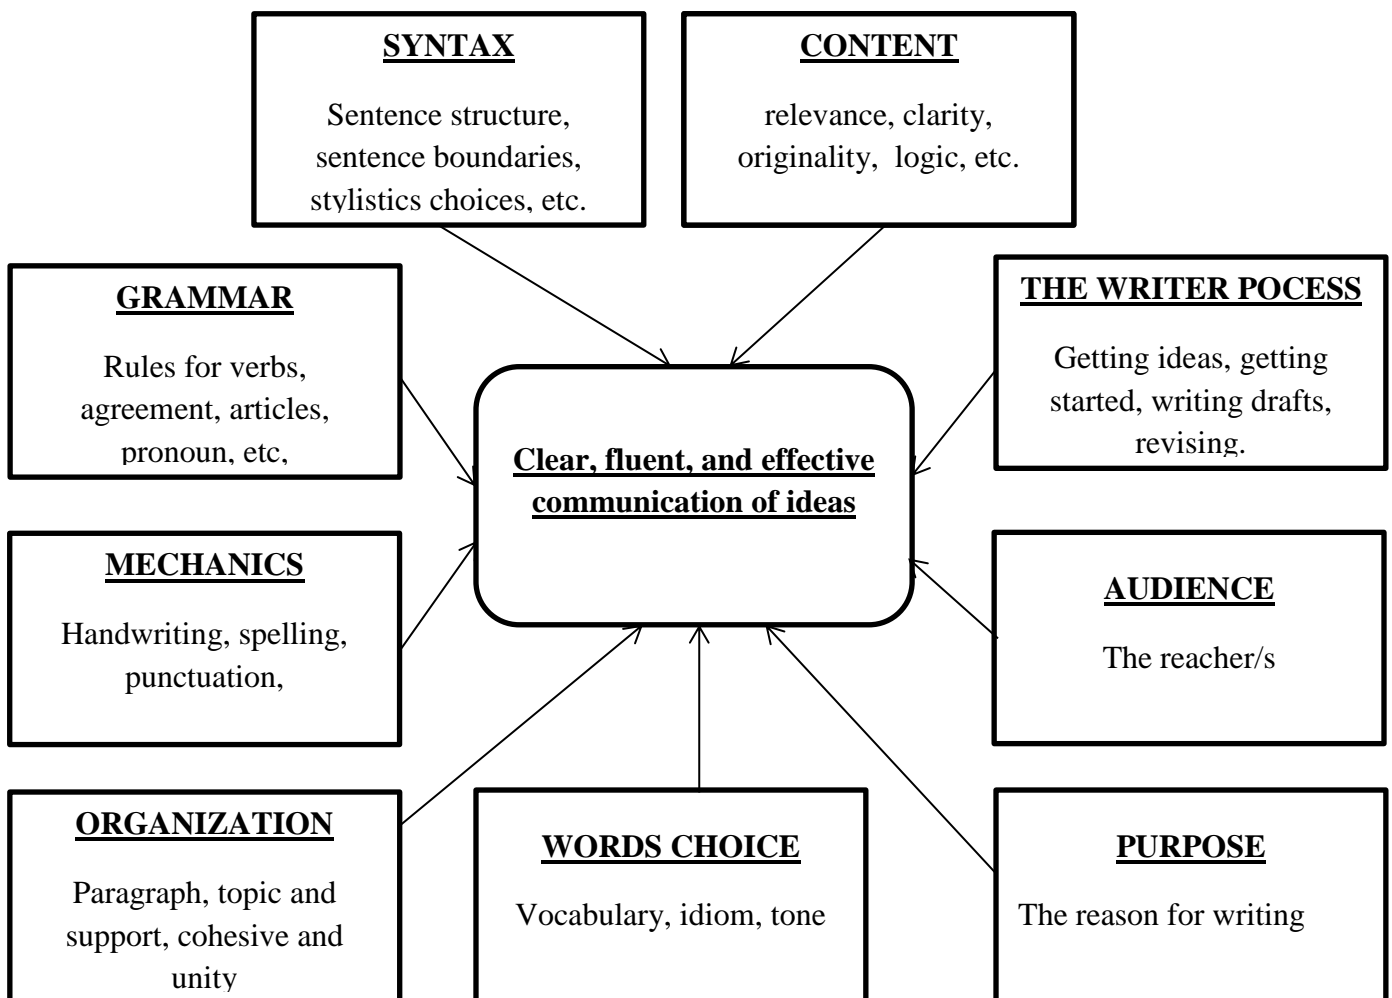 SYNTAX
Sentence structure,
sentence boundaries,
stylistics choices, etc.
CONTENT
relevance, clarity,
originality, logic, etc.
GRAMMAR
Rules for verbs,
agreement, articles,
pronoun, etc,
THE WRITER POCESS
Getting ideas, getting
started, writing drafts,
revising.
Clear, fluent, and effective
communication of ideas
MECHANICS
Handwriting, spelling,
punctuation,
AUDIENCE
The reacher/s
ORGANIZATION
Paragraph, topic and
support, cohesive and
unity
WORDS CHOICE
Vocabulary, idiom, tone
PURPOSE
The reason for writing